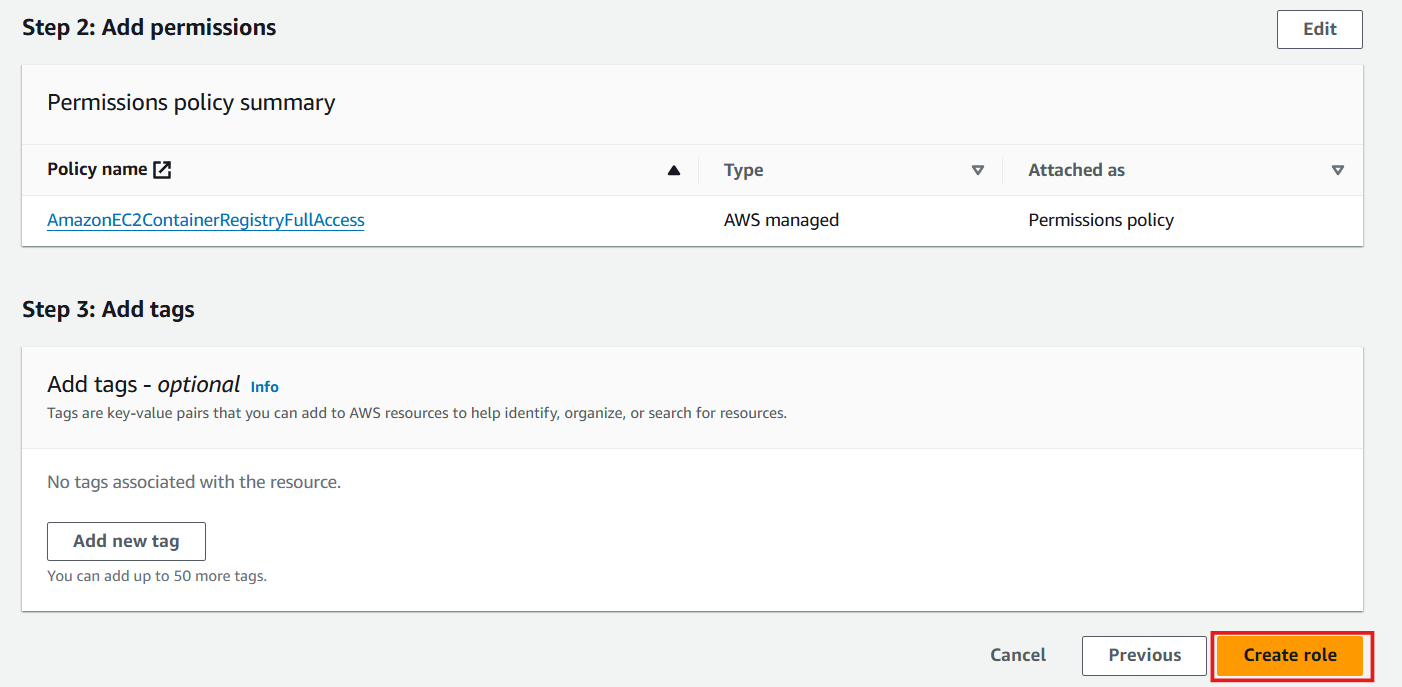 Step 2: Add permissions
Edit
Permissions policy summary
Policy name
Type
Attached as
AmazonEC2ContainerRegistryFullAccess
AWS managed
Permissions policy
Step 3: Add tags
Add tags - optional Info
Tags are key-value pairs that you can add to AWS resources to help identify, organize, or search for resources.
No tags associated with the resource.
Add new tag
You can add up to 50 more tags.
Cancel
Previous
Create role